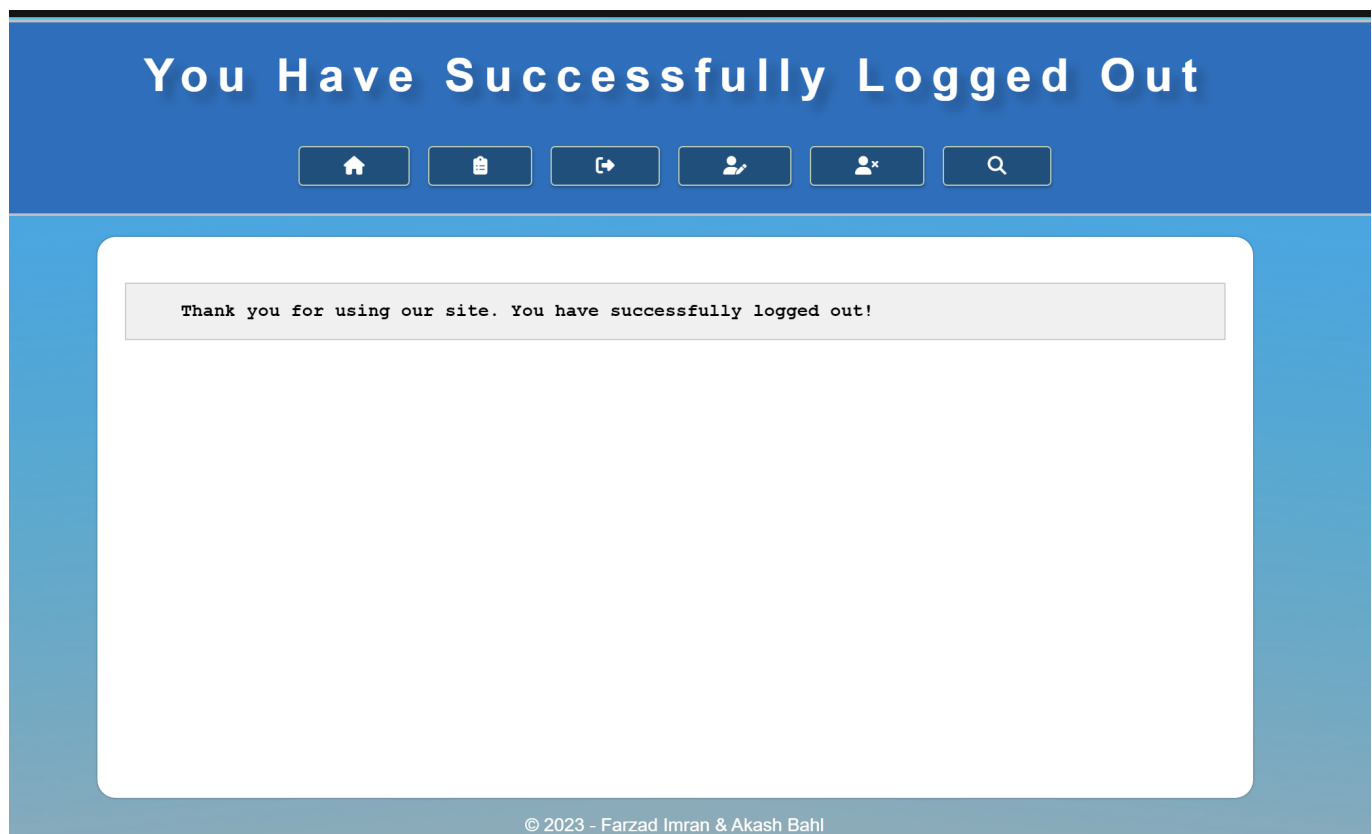 You Have Successfully Logged Out
Thank you for using our site. You have successfully logged out!
© 2023 - Farzad Imran & Akash Bahl